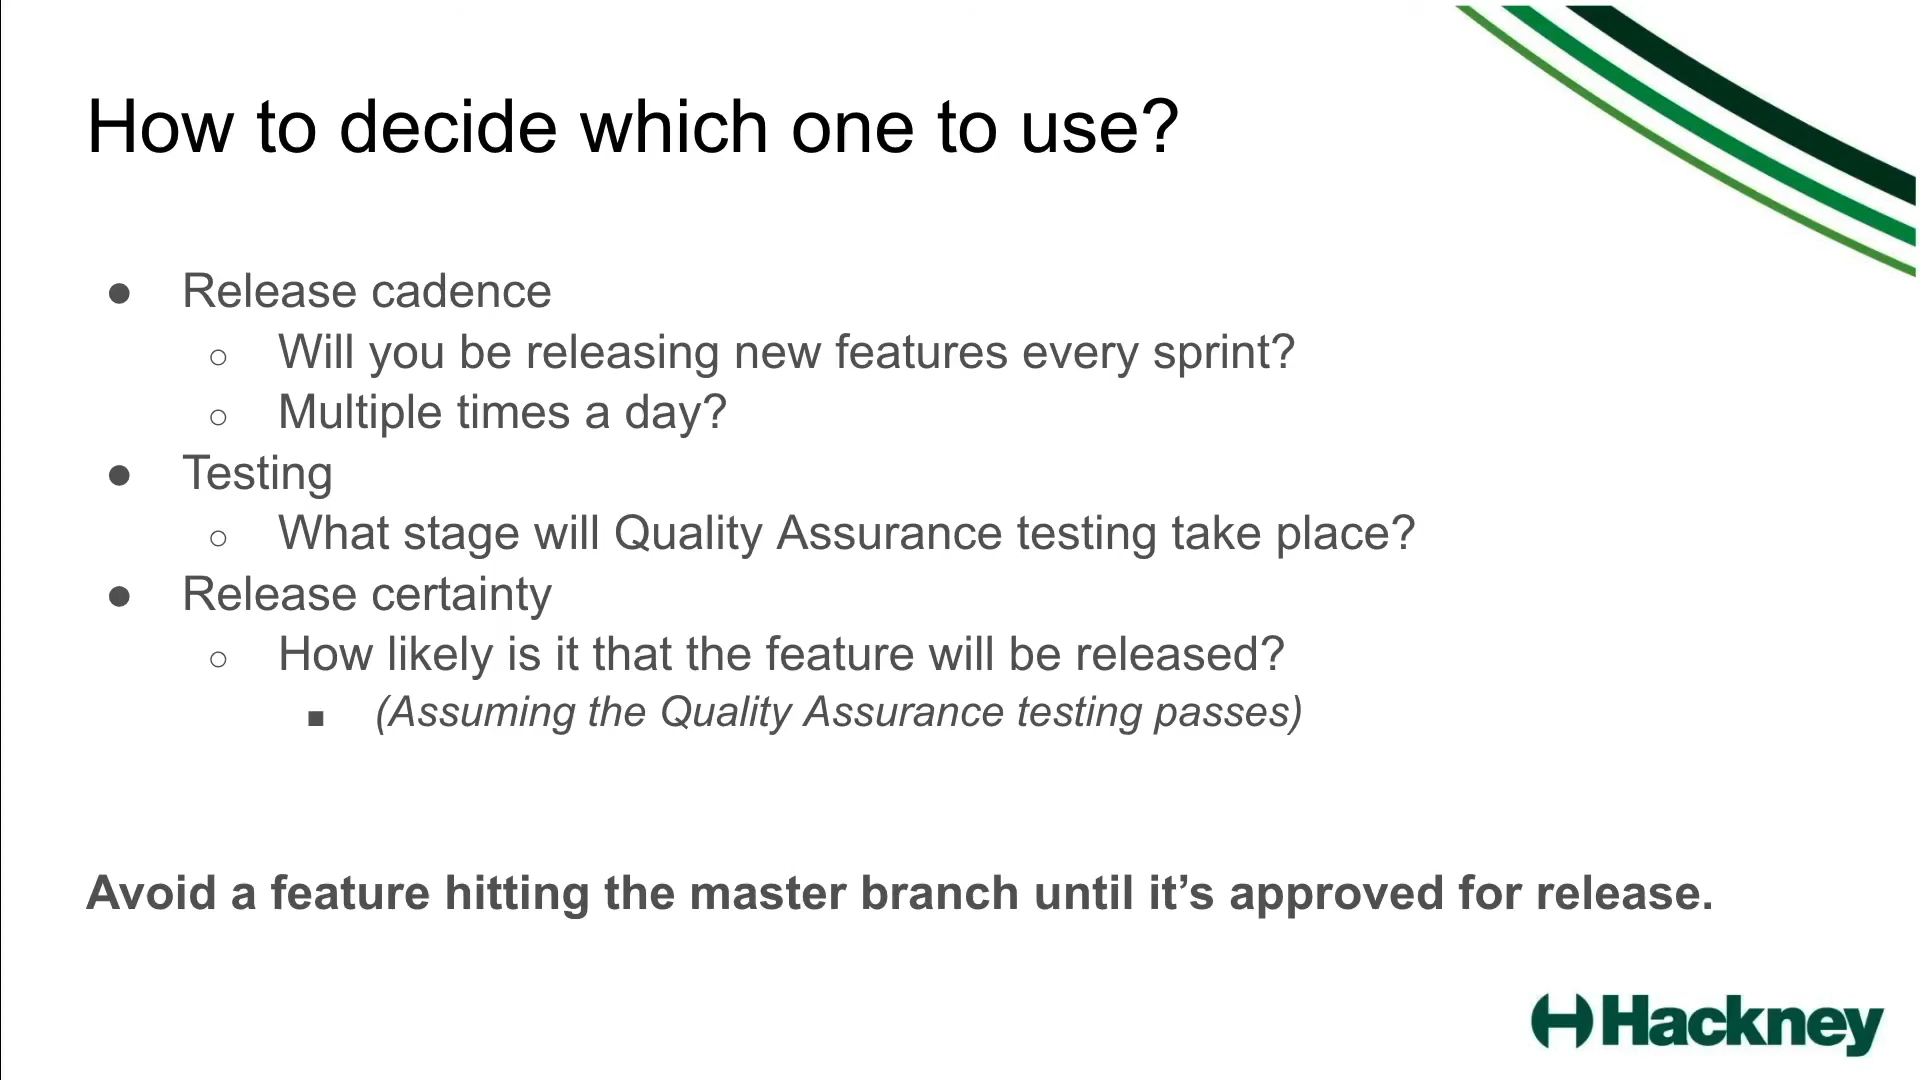 How to decide which one to use?
● Release cadence
○ Will you be releasing new features every sprint?
○ Multiple times a day?
● Testing
○ What stage will Quality Assurance testing take place?
● Release certainty
○ How likely is it that the feature will be released?
■ (Assuming the Quality Assurance testing passes)
Avoid a feature hitting the master branch until it’s approved for release.
Hackney